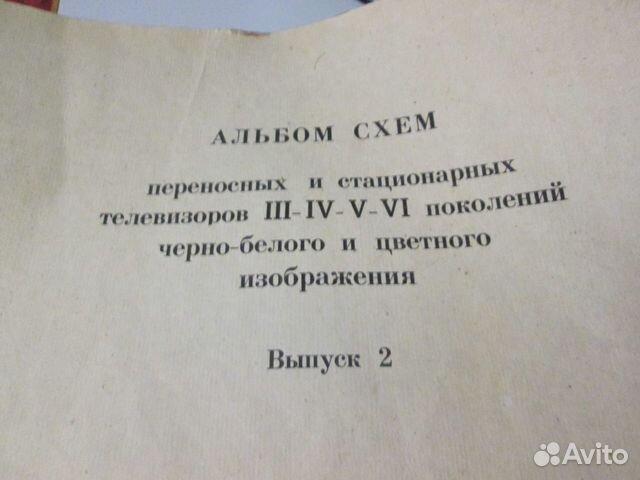 АЛЬБОМ СХЕМ
переносных и стационарных
телевизоров III-IV-V-VI поколений
черно-белого и цветного
изображения
Выпуск 2
Avito